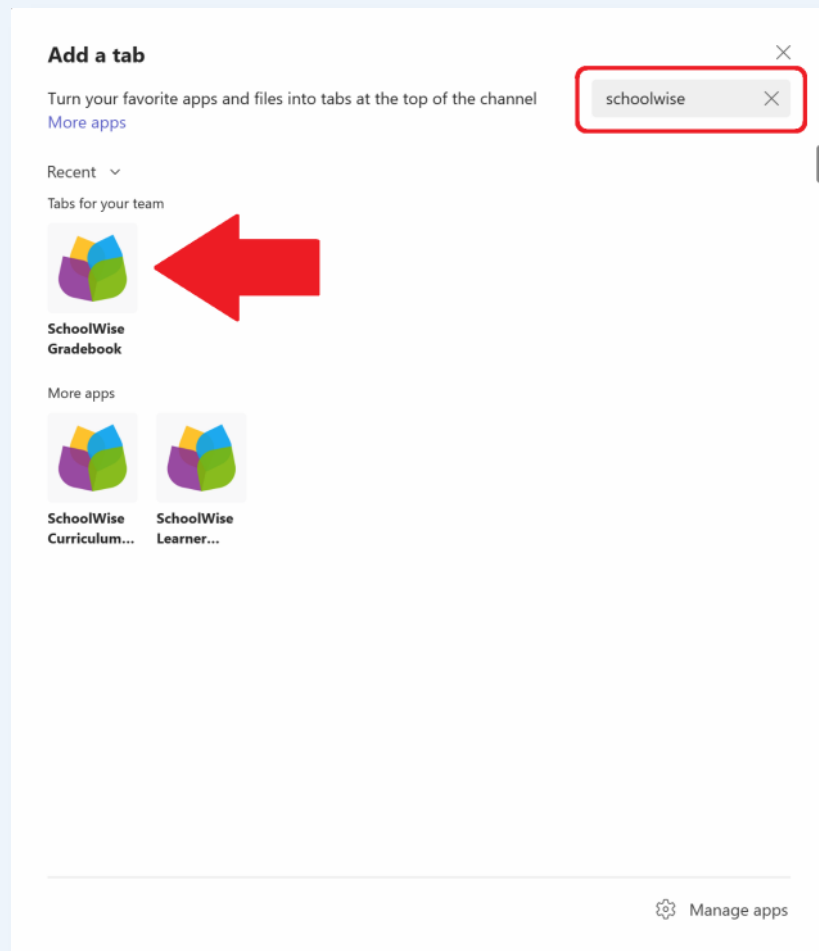 Add a tab
Turn your favorite apps and files into tabs at the top of the channel
More apps
schoolwise
Recent
Tabs for your team
SchoolWise
Gradebook
More apps
SchoolWise
Curriculum...
SchoolWise
Learner...
Manage apps